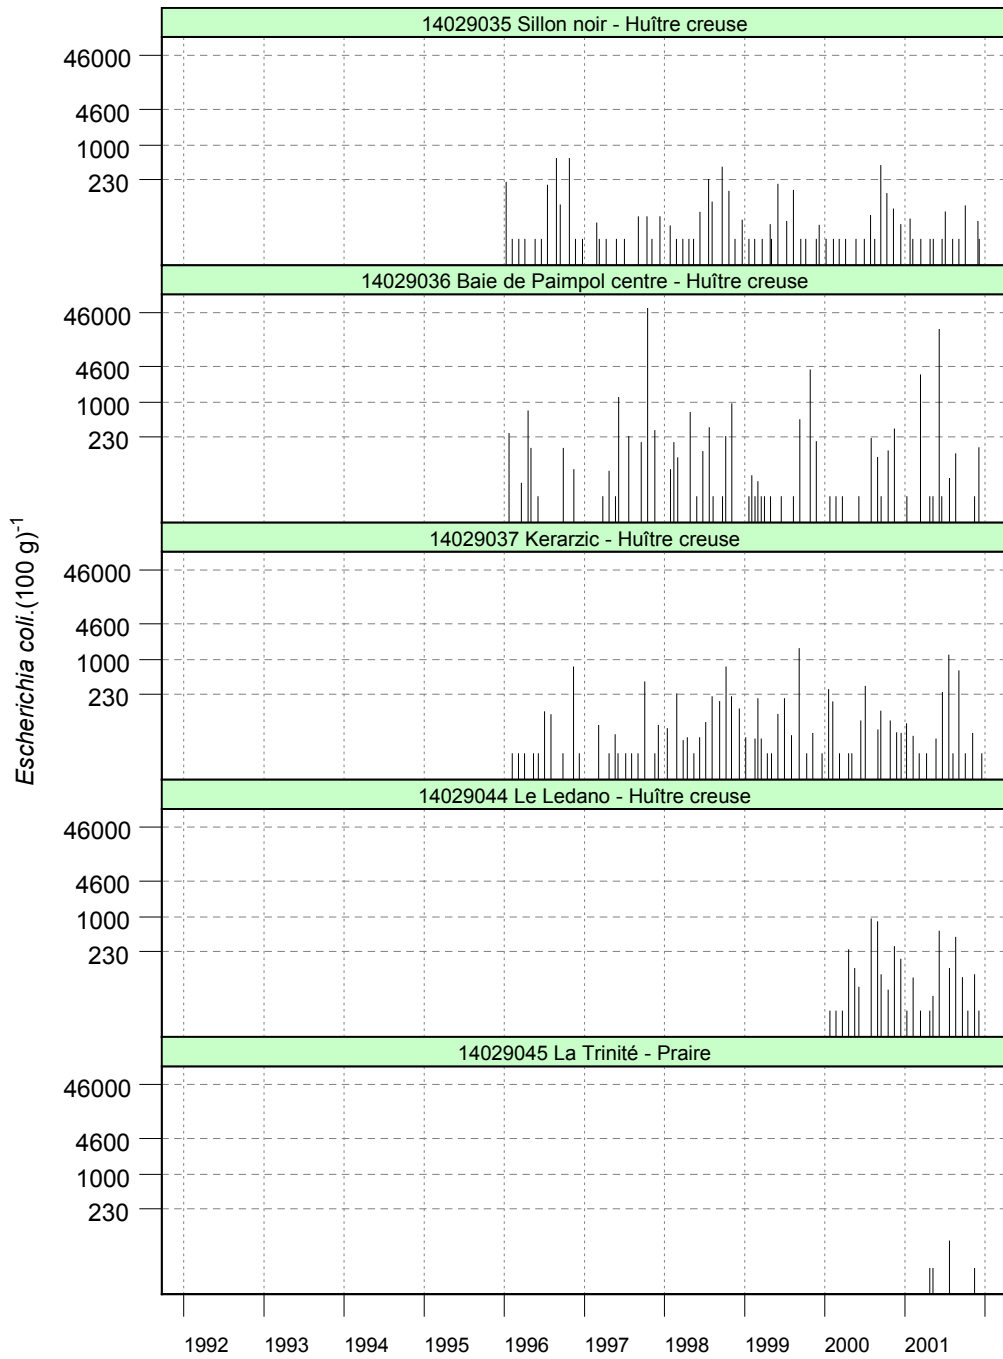 14029035 Sillon noir - Huître creuse
46000
4600
1000
230
14029036 Baie de Paimpol centre - Huître creuse
46000
4600
1000
230
14029037 Kerarzic - Huître creuse
46000
4600
1000
230
14029044 Le Ledano - Huître creuse
46000
4600
1000
230
14029045 La Trinité - Praire
46000
4600
1000
230
Escherichia coli.(100 g)⁻¹
1992 1993 1994 1995 1996 1997 1998 1999 2000 2001